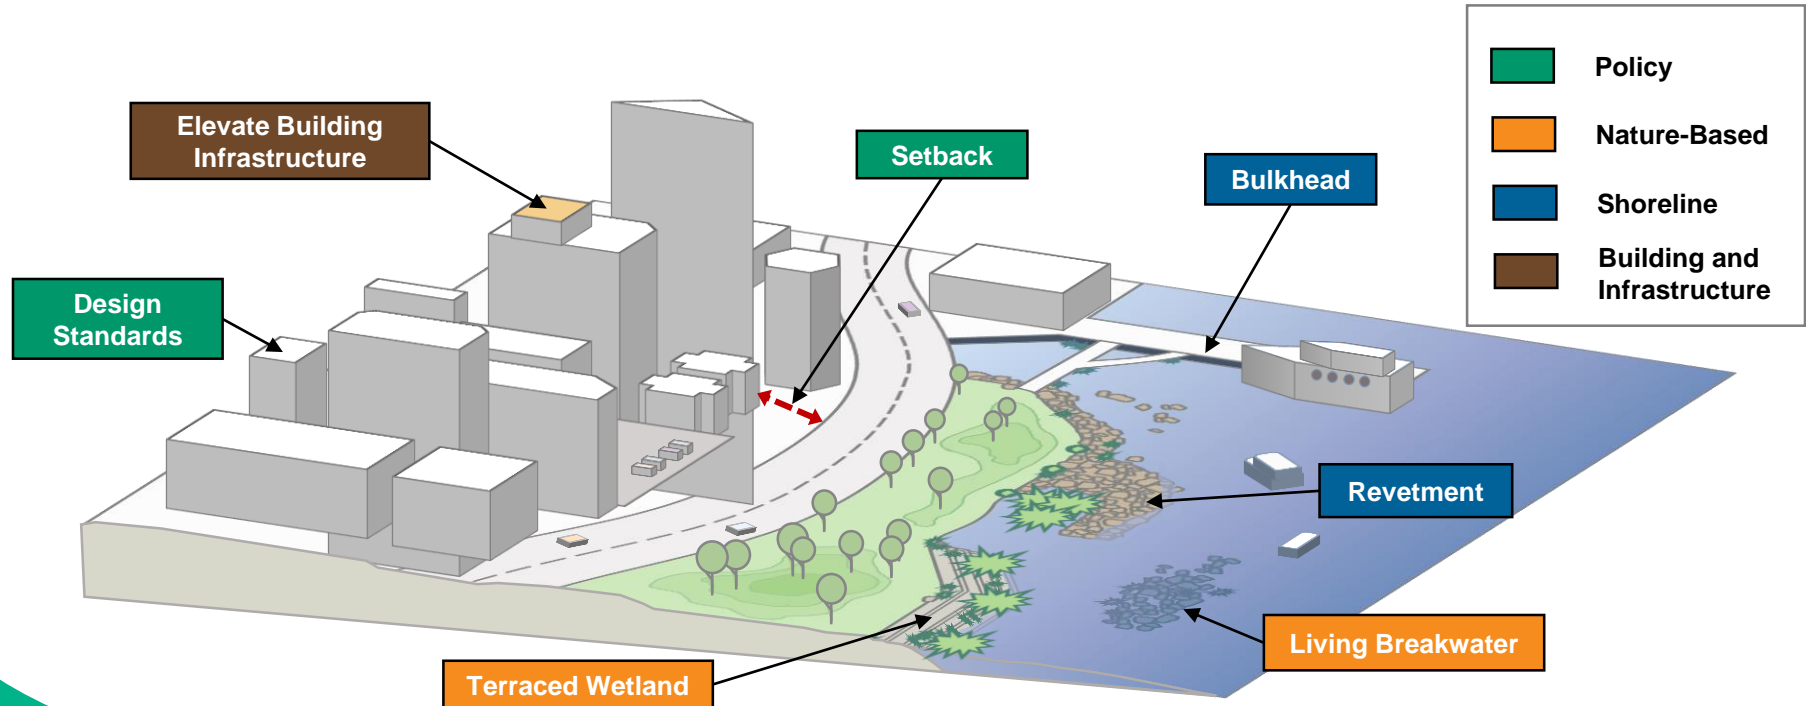 Policy
Nature-Based
Shoreline
Building and
Infrastructure
Elevate Building
Infrastructure
Setback
Bulkhead
Design
Standards
Revetment
Living Breakwater
Terraced Wetland